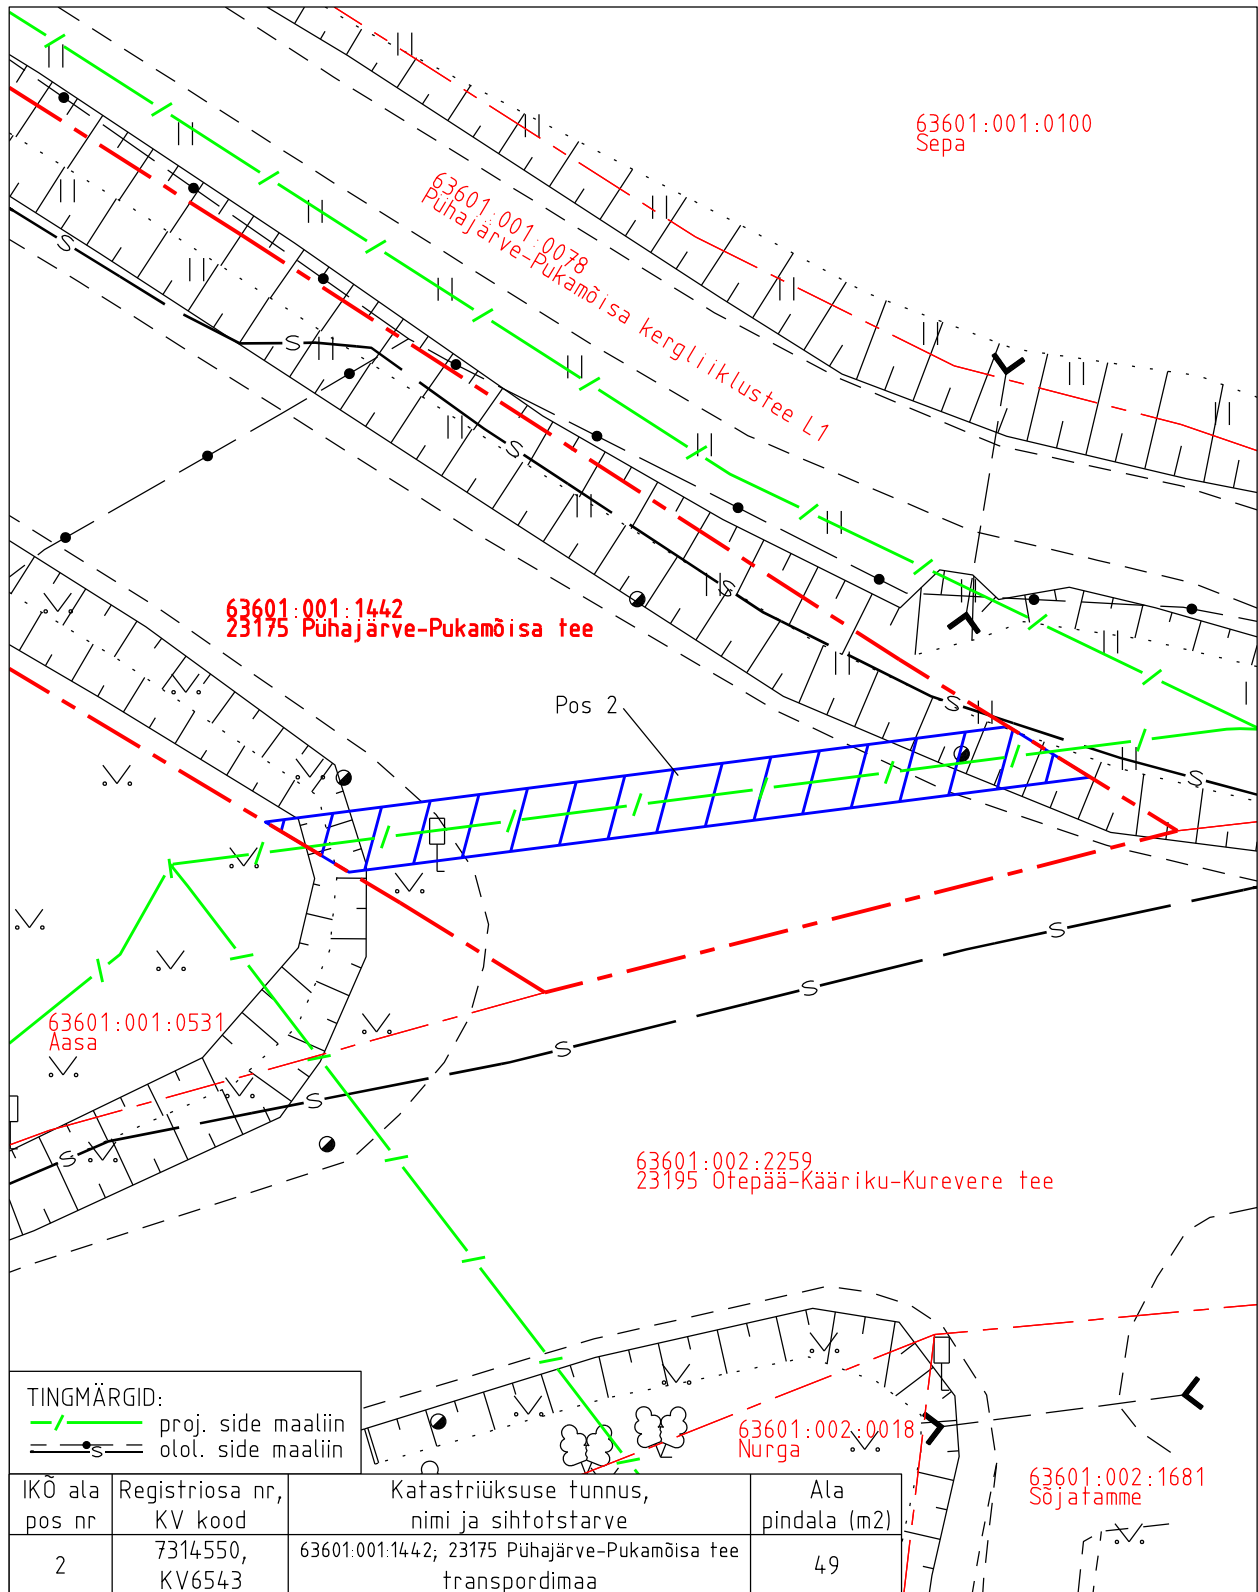 63601:001:0100
Sepa
63601:001:0078
Pühajärve-Pukamõisa kergliiklustee L1
63601:001:1442
23175 Pühajärve-Pukamõisa tee
Pos 2
63601:001:0531
Aasa
63601:002:2259
23195 Otepää-Kääriku-Kurevere tee
63601:002:0018
Nurga
63601:002:1681
Sõjatamme
TINGMÄRGID:
proj. side maaliin
olol. side maaliin
IKÕ ala pos nr
Registriosa nr, KV kood
Katastriüksuse tunnus, nimi ja sihtotstarve
Ala pindala (m2)
2
7314550, KV6543
63601:001:1442; 23175 Pühajärve-Pukamõisa tee transpordimaa
49
S
S
S
S
S
S
S
S
S
S
S
S